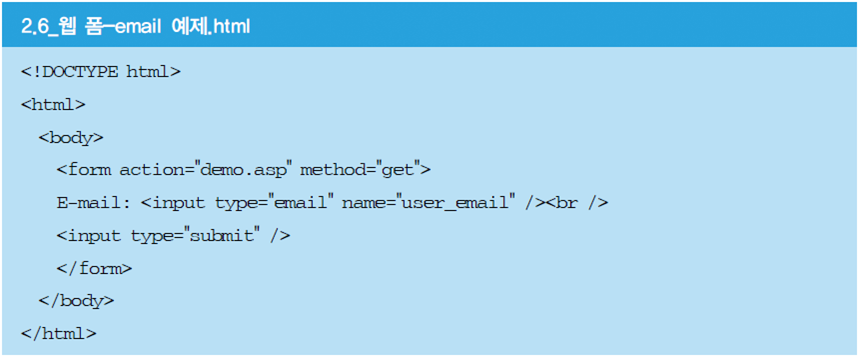 2.6_웹 폼-email 예제.html
<!DOCTYPE html>
<html>
<body>
<form action="demo.asp" method="get">
E-mail: <input type="email" name="user_email" /><br />
<input type="submit" />
</form>
</body>
</html>